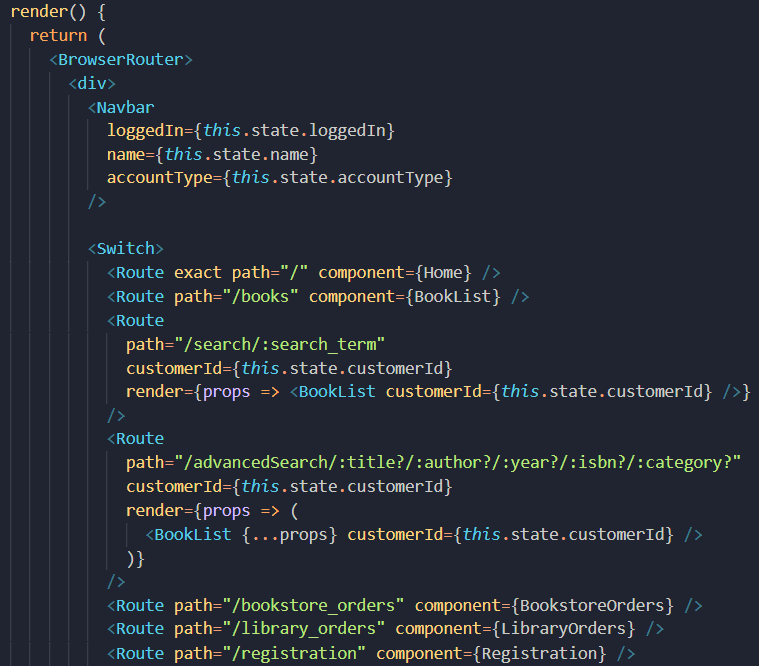 render() {
return (
<BrowserRouter>
<div>
<Navbar
loggedIn={this.state.loggedIn}
name={this.state.name}
accountType={this.state.accountType}
/>
<Switch>
<Route exact path="/" component={Home} />
<Route path="/books" component={BookList} />
<Route
path="/search/:search_term"
customerId={this.state.customerId}
render={props => <BookList customerId={this.state.customerId} />}
/>
<Route
path="/advancedSearch/:title?/:author?/:year?/:isbn?/:category?"
customerId={this.state.customerId}
render={props => (
<BookList {...props} customerId={this.state.customerId} />
)}
/>
<Route path="/bookstore_orders" component={BookstoreOrders} />
<Route path="/library_orders" component={LibraryOrders} />
<Route path="/registration" component={Registration} />